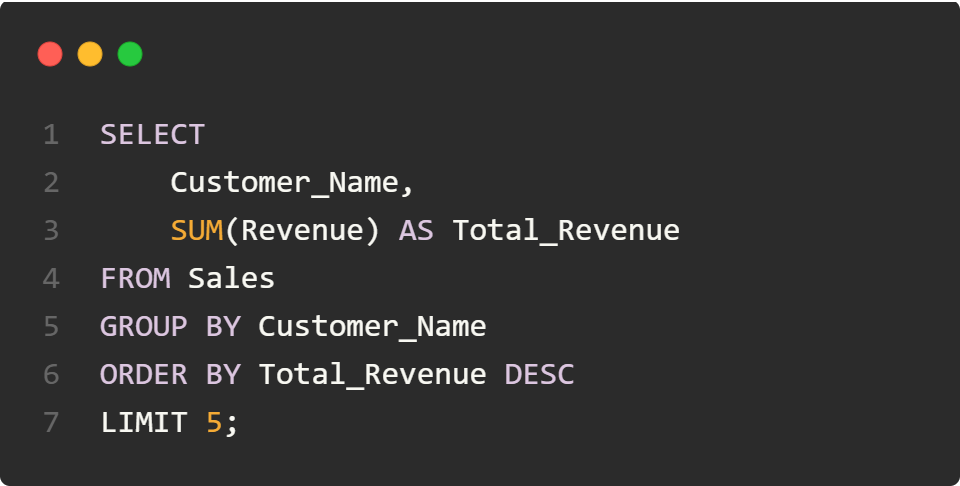 1 SELECT
2 Customer_Name,
3 SUM(Revenue) AS Total_Revenue
4 FROM Sales
5 GROUP BY Customer_Name
6 ORDER BY Total_Revenue DESC
7 LIMIT 5;